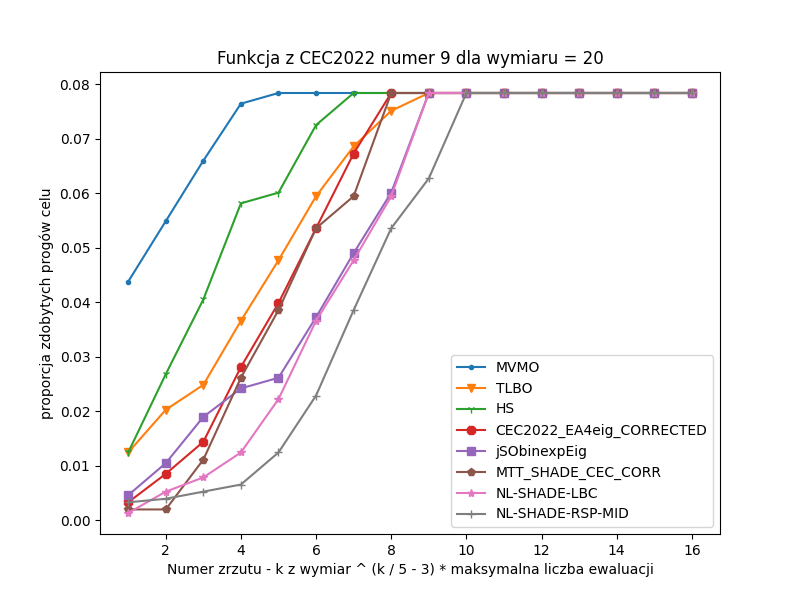 Funkcja z CEC2022 numer 9 dla wymiaru = 20
proporcja zdobytych progów celu
0.08
0.07
0.06
0.05
0.04
0.03
0.02
0.01
0.00
MVMO
TLBO
HS
CEC2022_EA4eig_CORRECTED
jSObinexpEig
MTT_SHADE_CEC_CORR
NL-SHADE-LBC
NL-SHADE-RSP-MID
2 4 6 8 10 12 14 16
Numer zrzutu - k z wymiar ^ (k / 5 - 3) * maksymalna liczba ewaluacji